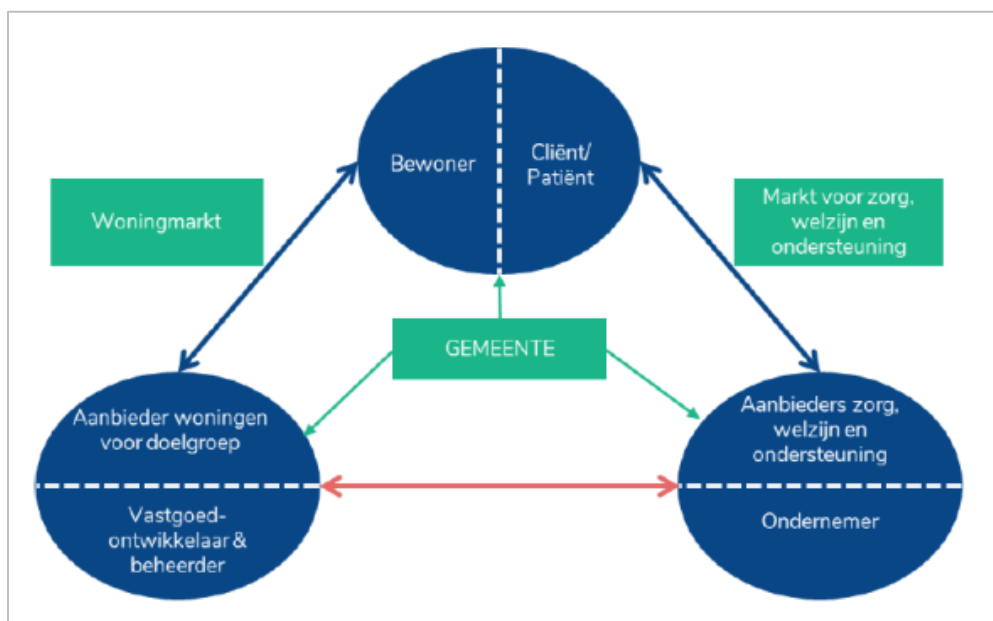 Bewoner
Cliënt/
Patiënt
Woningmarkt
Markt voor zorg,
welzijn en
ondersteuning
GEMEENTE
Aanbieder woningen
voor doelgroep
Vastgoed-
ontwikkelaar &
beheerder
Aanbieders zorg,
welzijn en
ondersteuning
Ondernemer